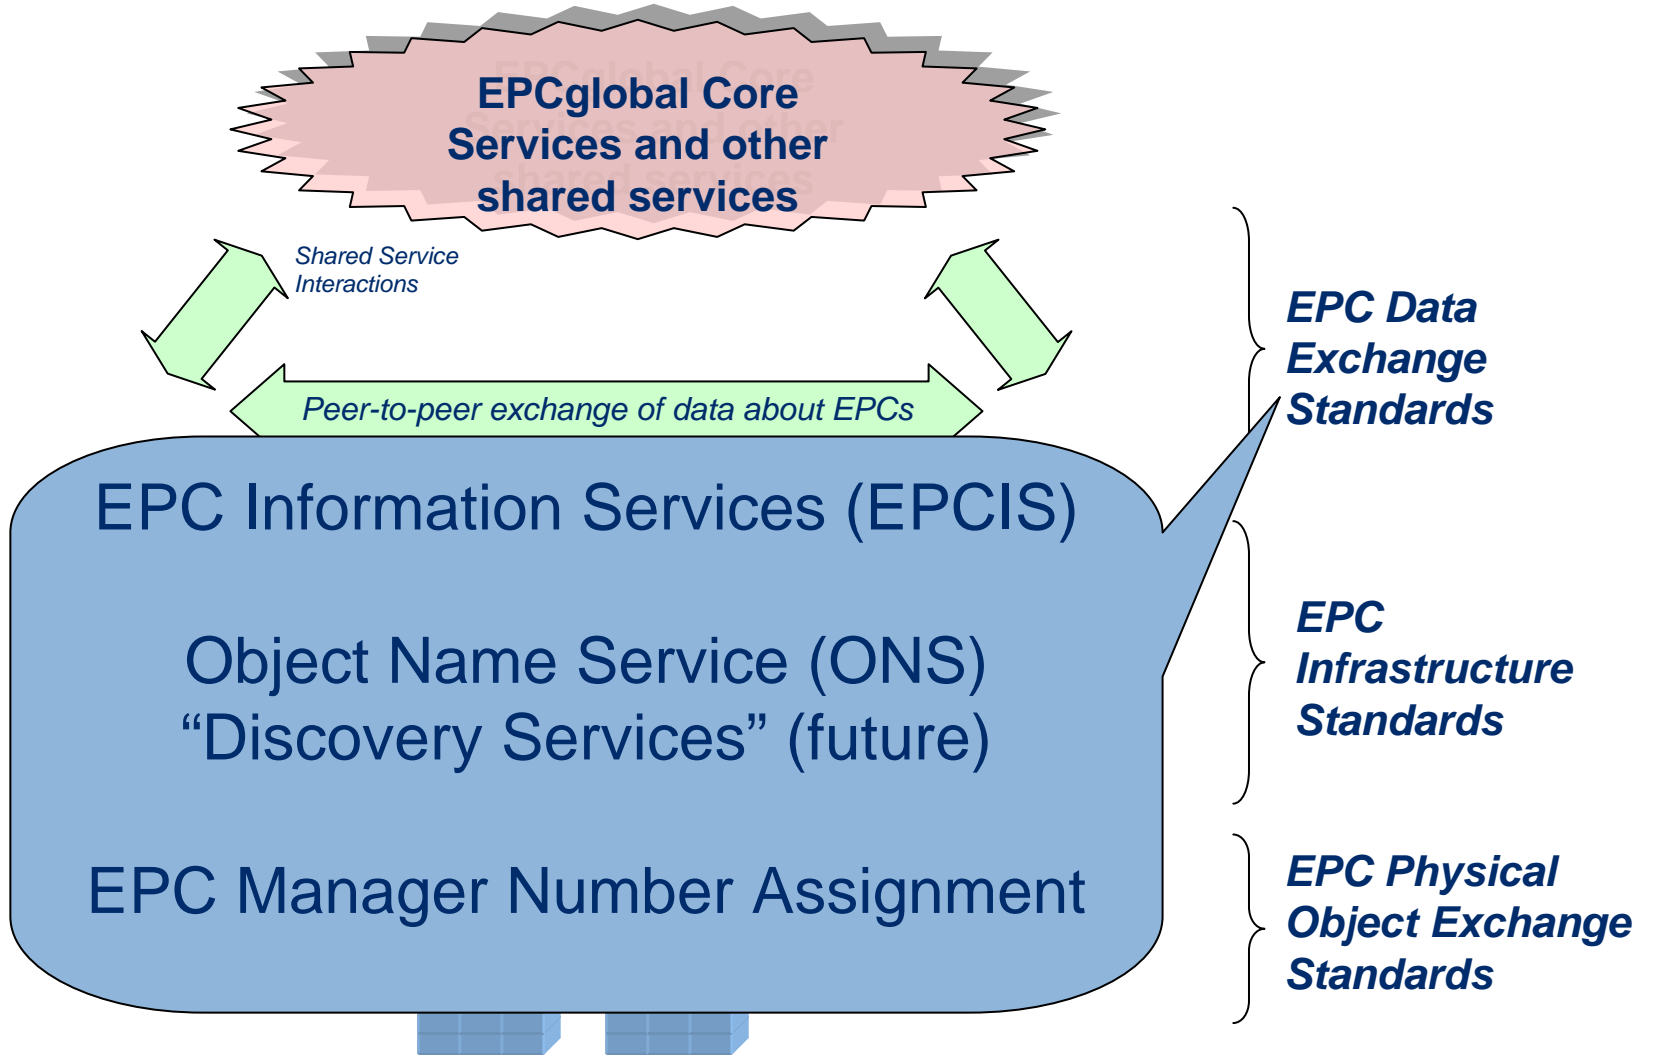 EPCglobal Core
Services and other
shared services
Shared Service
Interactions
Peer-to-peer exchange of data about EPCs
EPC Information Services (EPCIS)
Object Name Service (ONS)
“Discovery Services” (future)
EPC Manager Number Assignment
EPC Data
Exchange
Standards
EPC
Infrastructure
Standards
EPC Physical
Object Exchange
Standards